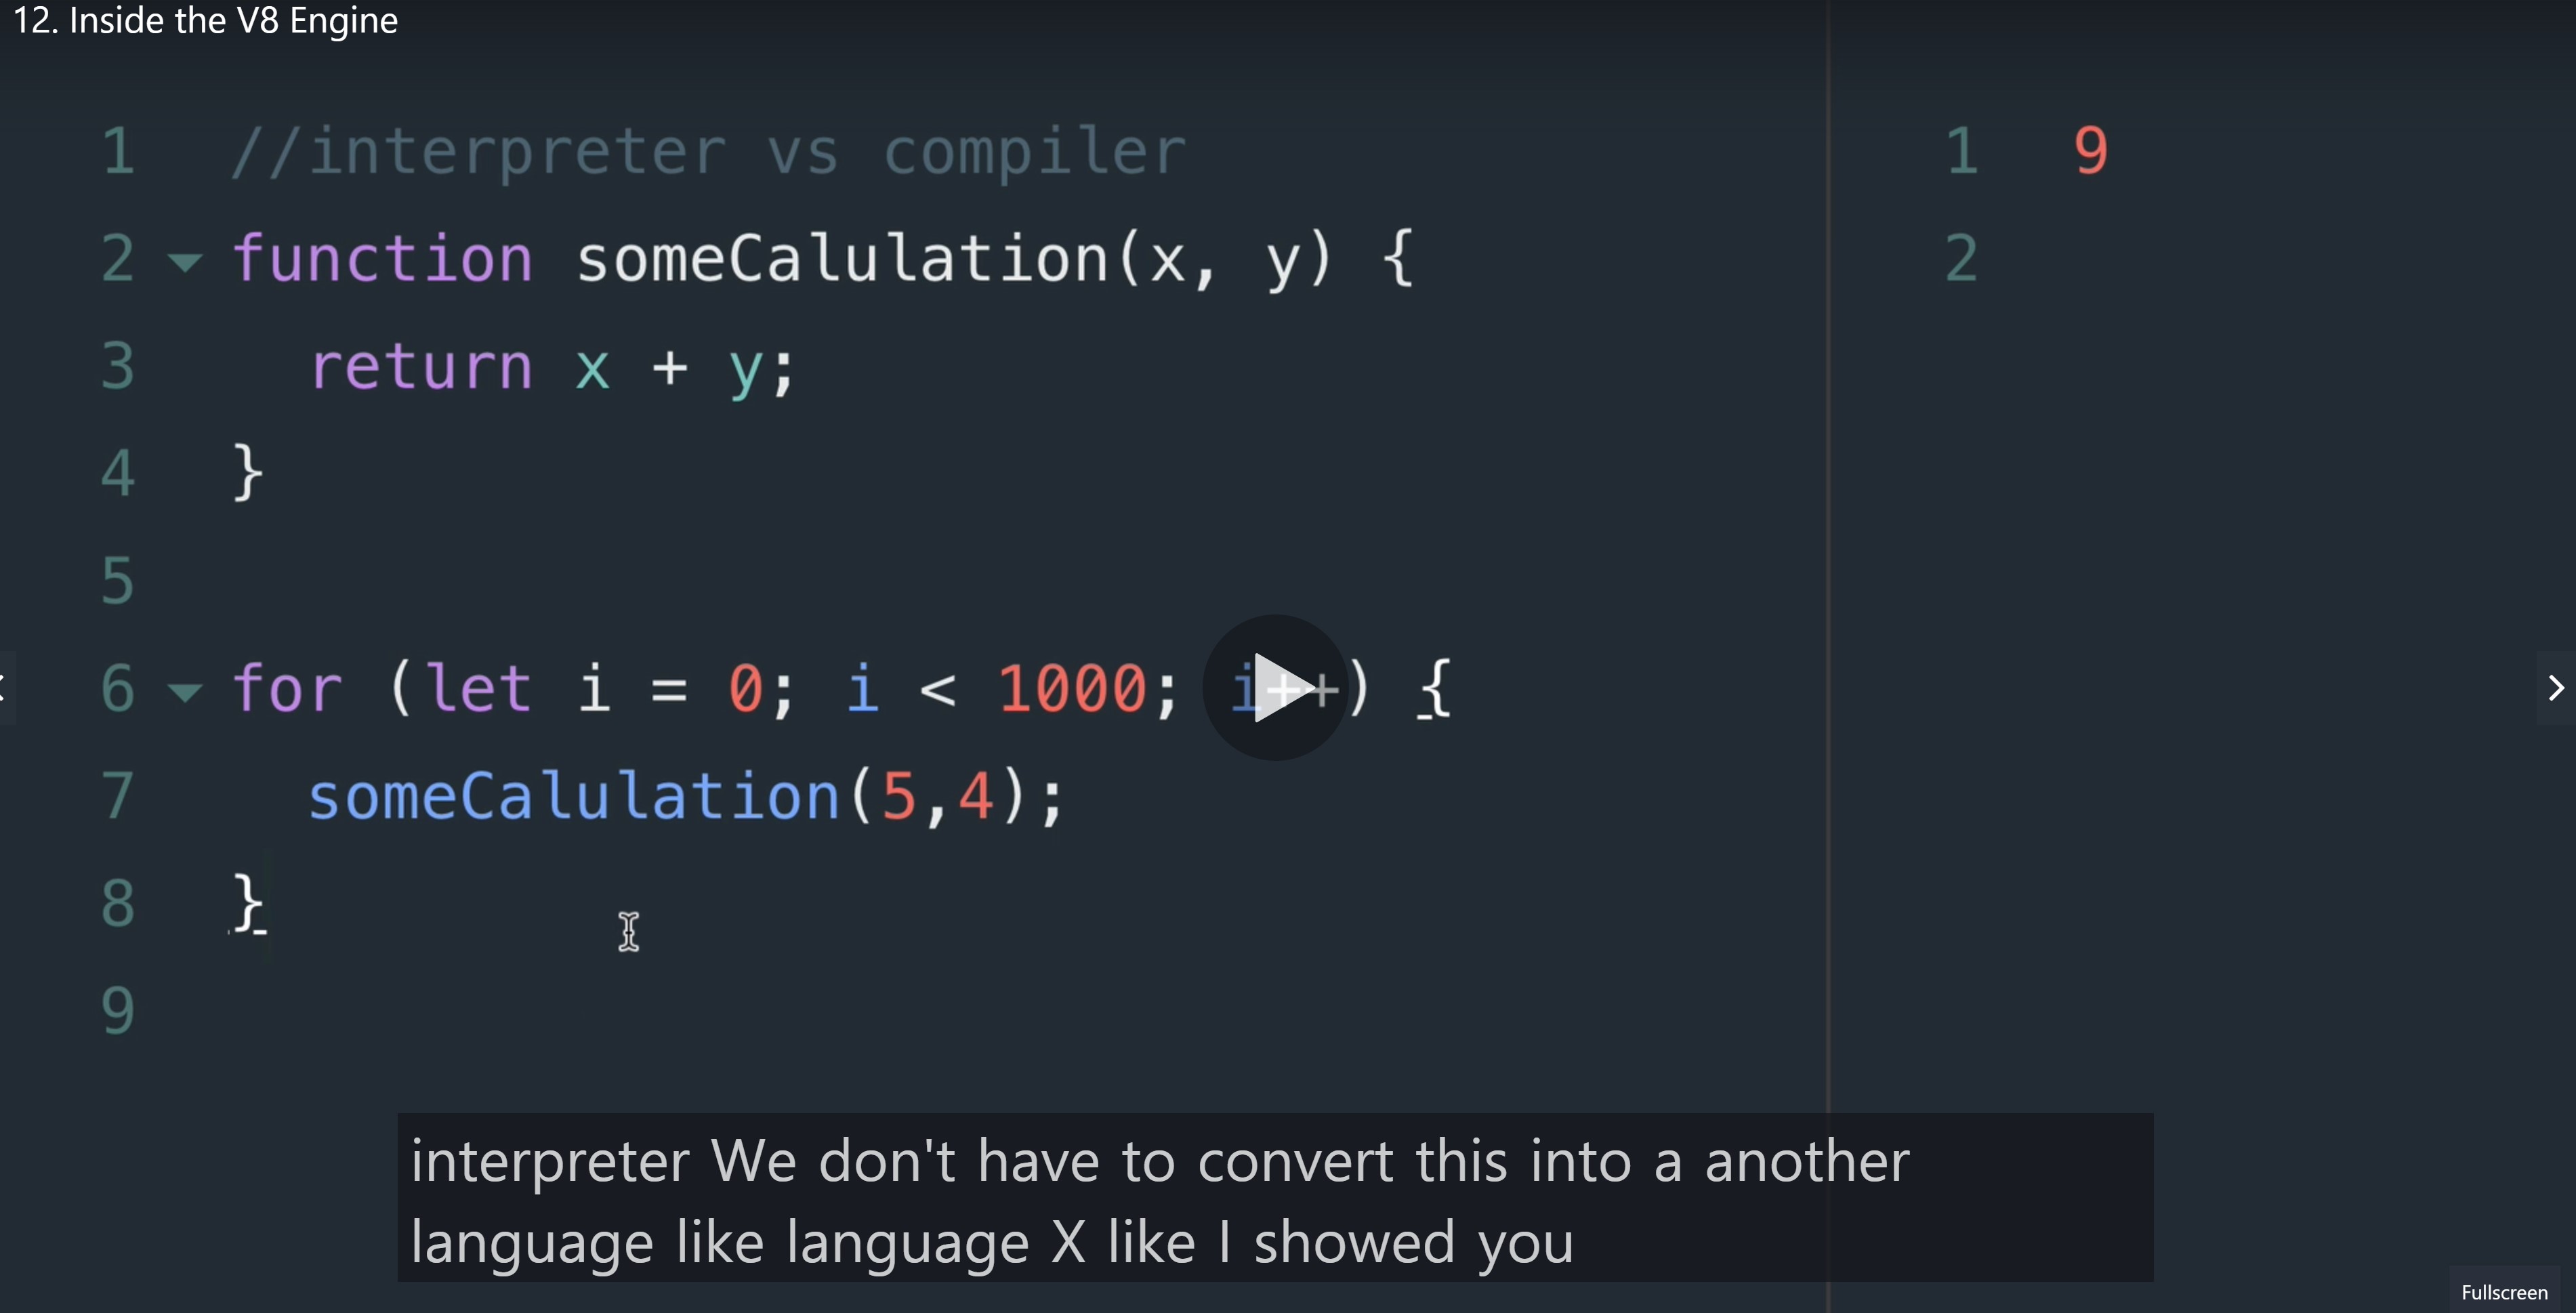 12. Inside the V8 Engine
1 //interpreter vs compiler
2 function someCalulation(x, y) {
3 return x + y;
4 }
5
6 for (let i = 0; i < 1000; i++) {
7 someCalulation(5,4);
8 }
9
1 9
2
interpreter We don't have to convert this into a another
language like language X like I showed you
Fullscreen